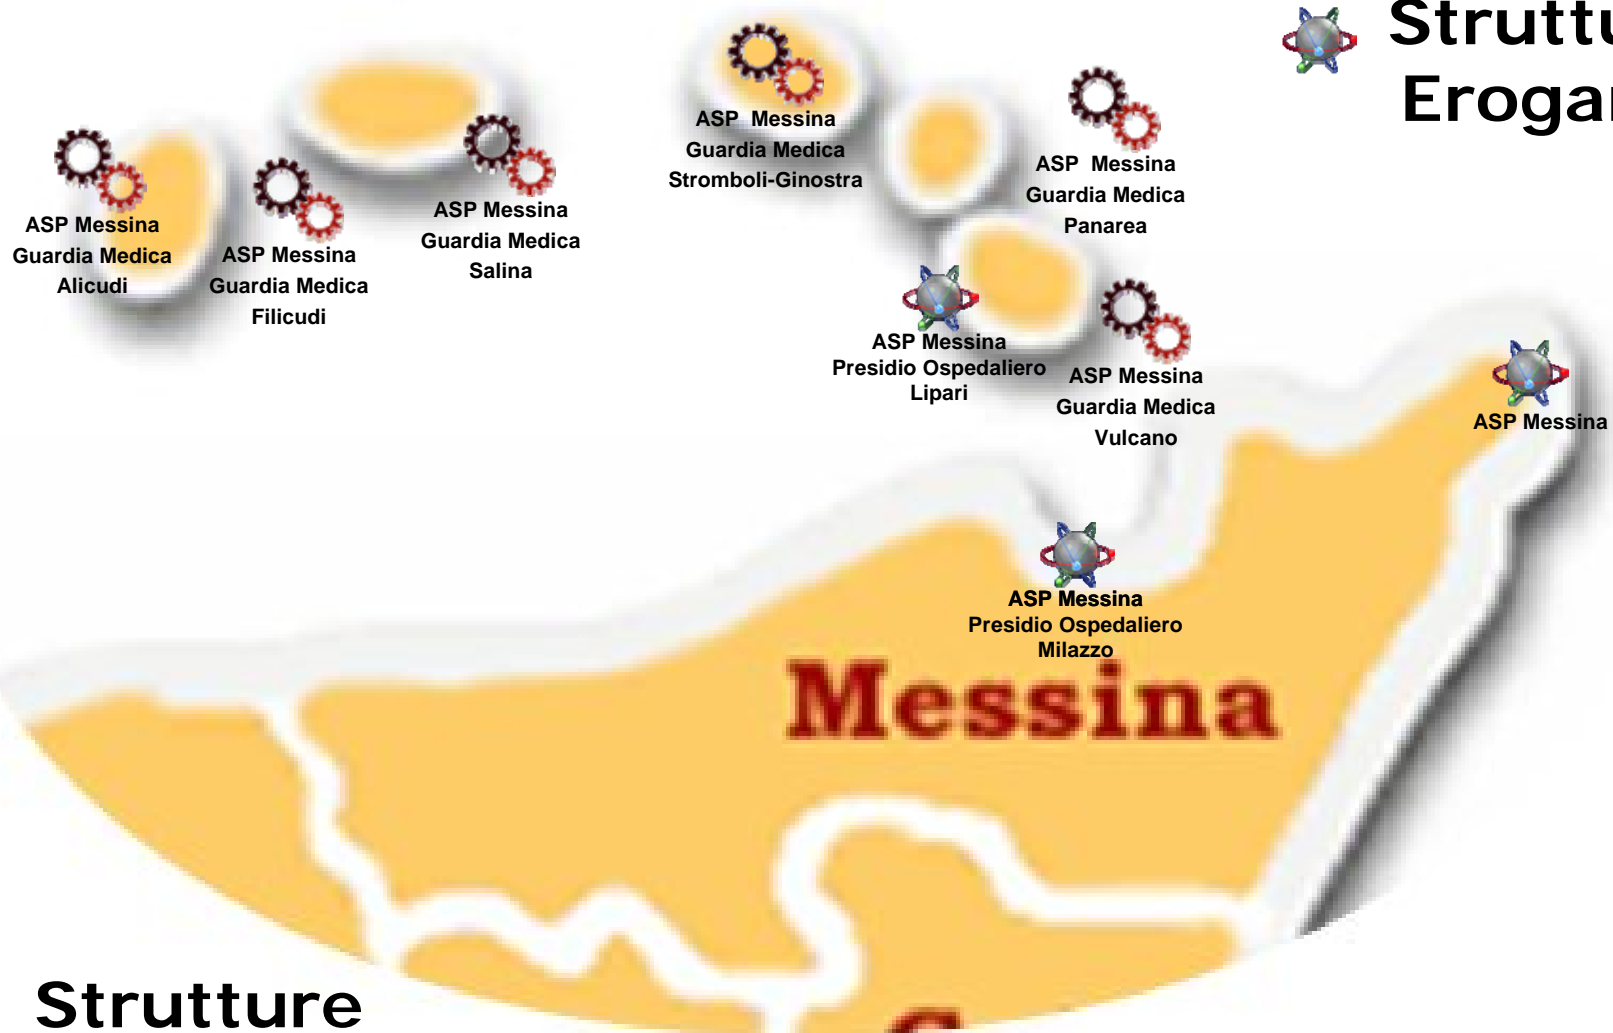 ASP Messina
Guardia Medica
Alicudi
ASP Messina
Guardia Medica
Filicudi
ASP Messina
Guardia Medica
Salina
ASP Messina
Guardia Medica
Stromboli-Ginostra
ASP Messina
Guardia Medica
Panarea
ASP Messina
Presidio Ospedaliero
Lipari
ASP Messina
Guardia Medica
Vulcano
ASP Messina
ASP Messina
Presidio Ospedaliero
Milazzo
Messina
Strutture